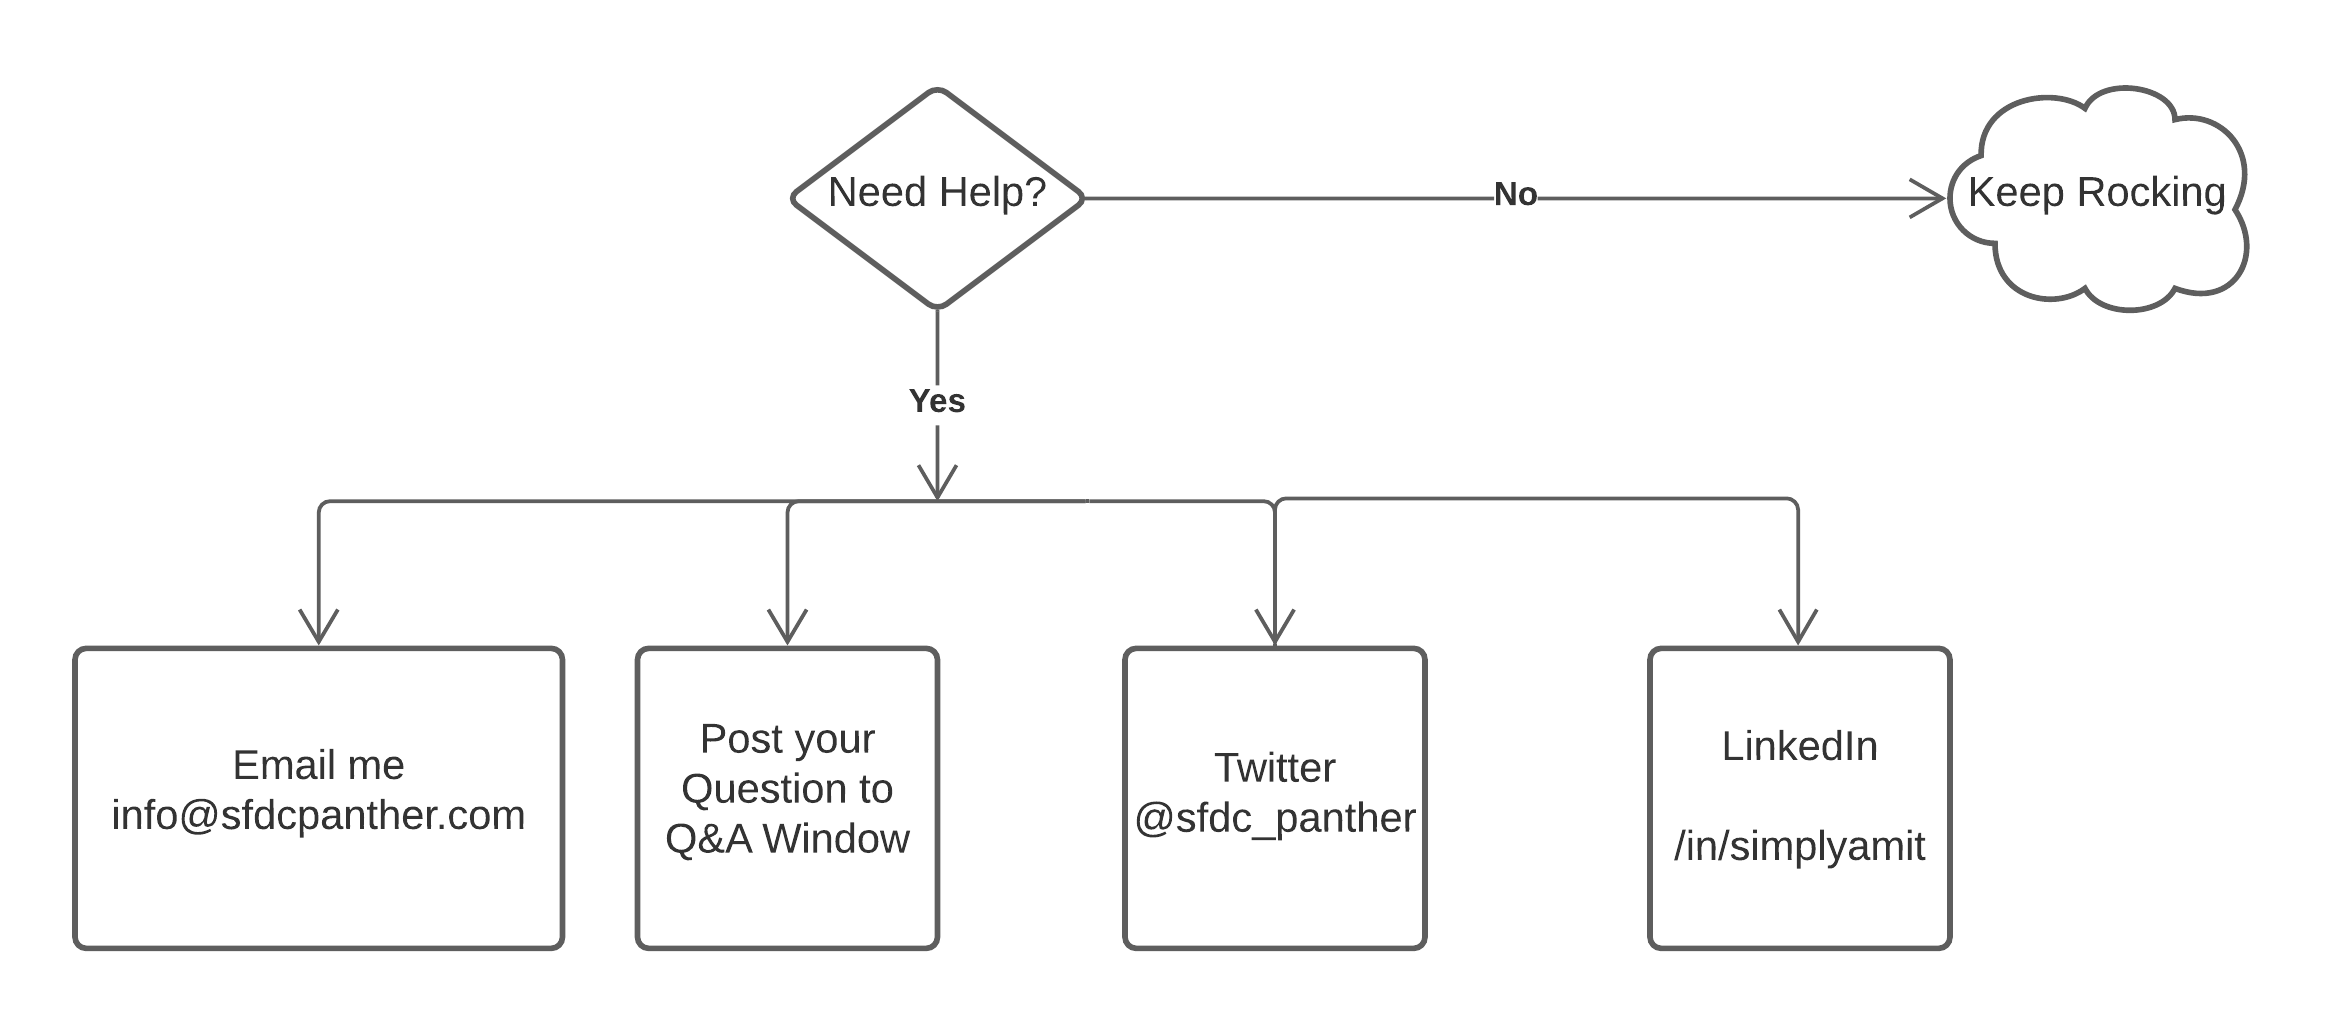 Need Help?
No
Keep Rocking
Yes
Email me
info@sfdcpanther.com
Post your
Question to
Q&A Window
Twitter
@sfdc_panther
LinkedIn
/in/simplyamit